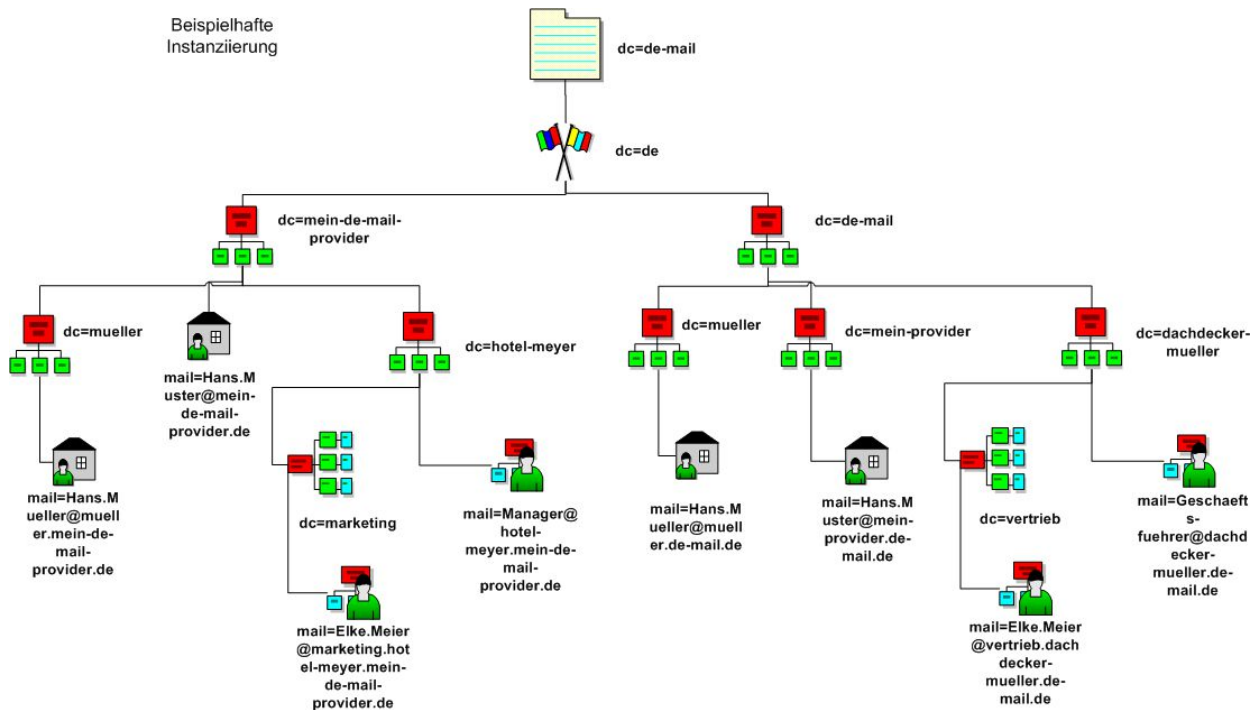 Beispielhafte
Instanziierung
dc=de-mail
dc=de
dc=mein-de-mail-
provider
dc=de-mail
dc=mueller
dc=hotel-meyer
dc=mueller
dc=mein-provider
dc=dachdecker-
mueller
mail=Hans.M
uster@mein-
de-mail-
provider.de
mail=Hans.M
ueller@muell
er.mein-de-
mail-
provider.de
dc=marketing
mail=Manager@
hotel-
meyer.mein-de-
mail-
provider.de
mail=Hans.M
ueller@muell
er.de-mail.de
mail=Hans.M
uster@mein-
provider.de-
mail.de
dc=vertrieb
mail=Geschaeft
s-
fuehrer@dachd
ecker-
mueller.de-
mail.de
mail=Elke.Meier
@marketing.hot
el-meyer.mein-
de-mail-
provider.de
mail=Elke.Meier
@vertrieb.dach
decker-
mueller.de-
mail.de